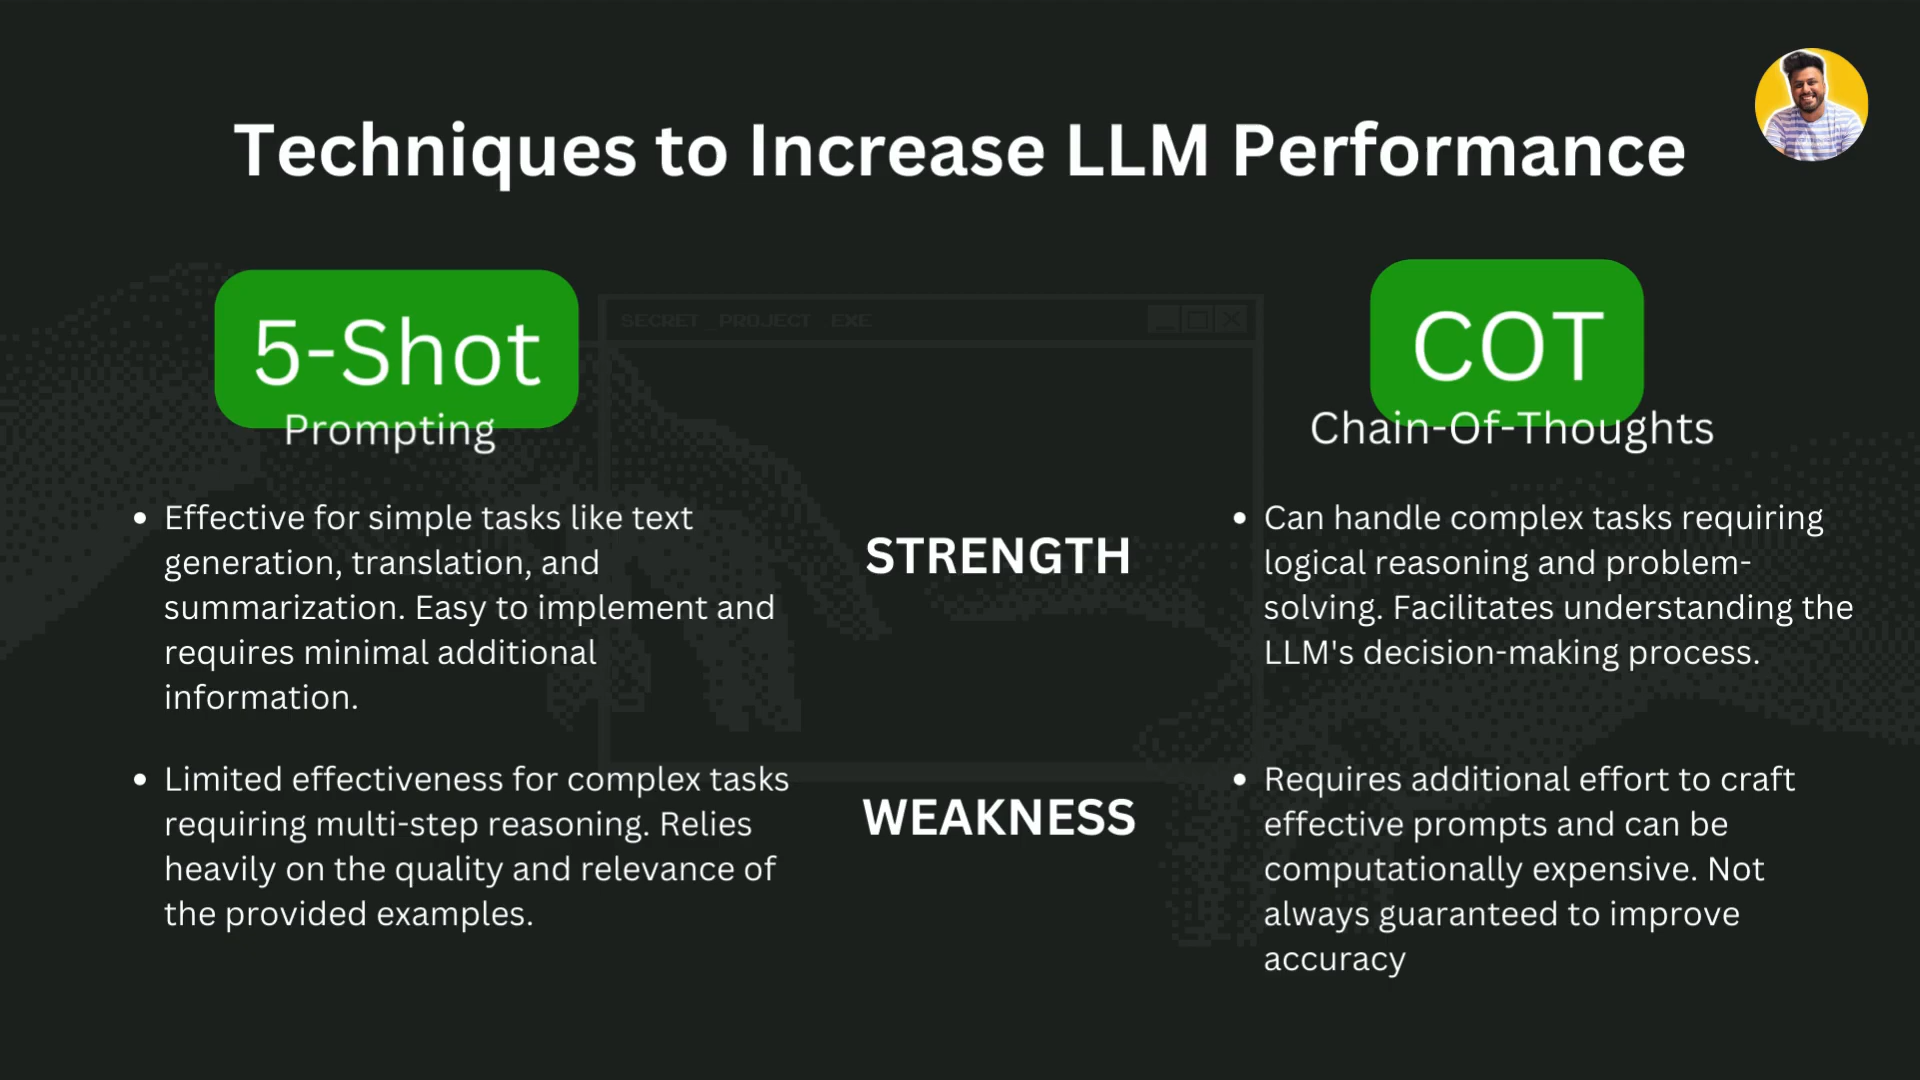 Techniques to Increase LLM Performance
SECRET_PROJECT EXE
5-Shot
Prompting
COT
Chain-Of-Thoughts
• Effective for simple tasks like text
generation, translation, and
summarization. Easy to implement and
requires minimal additional
information.
STRENGTH
• Can handle complex tasks requiring
logical reasoning and problem-
solving. Facilitates understanding the
LLM's decision-making process.
• Limited effectiveness for complex tasks
requiring multi-step reasoning. Relies
heavily on the quality and relevance of
the provided examples.
WEAKNESS
• Requires additional effort to craft
effective prompts and can be
computationally expensive. Not
always guaranteed to improve
accuracy